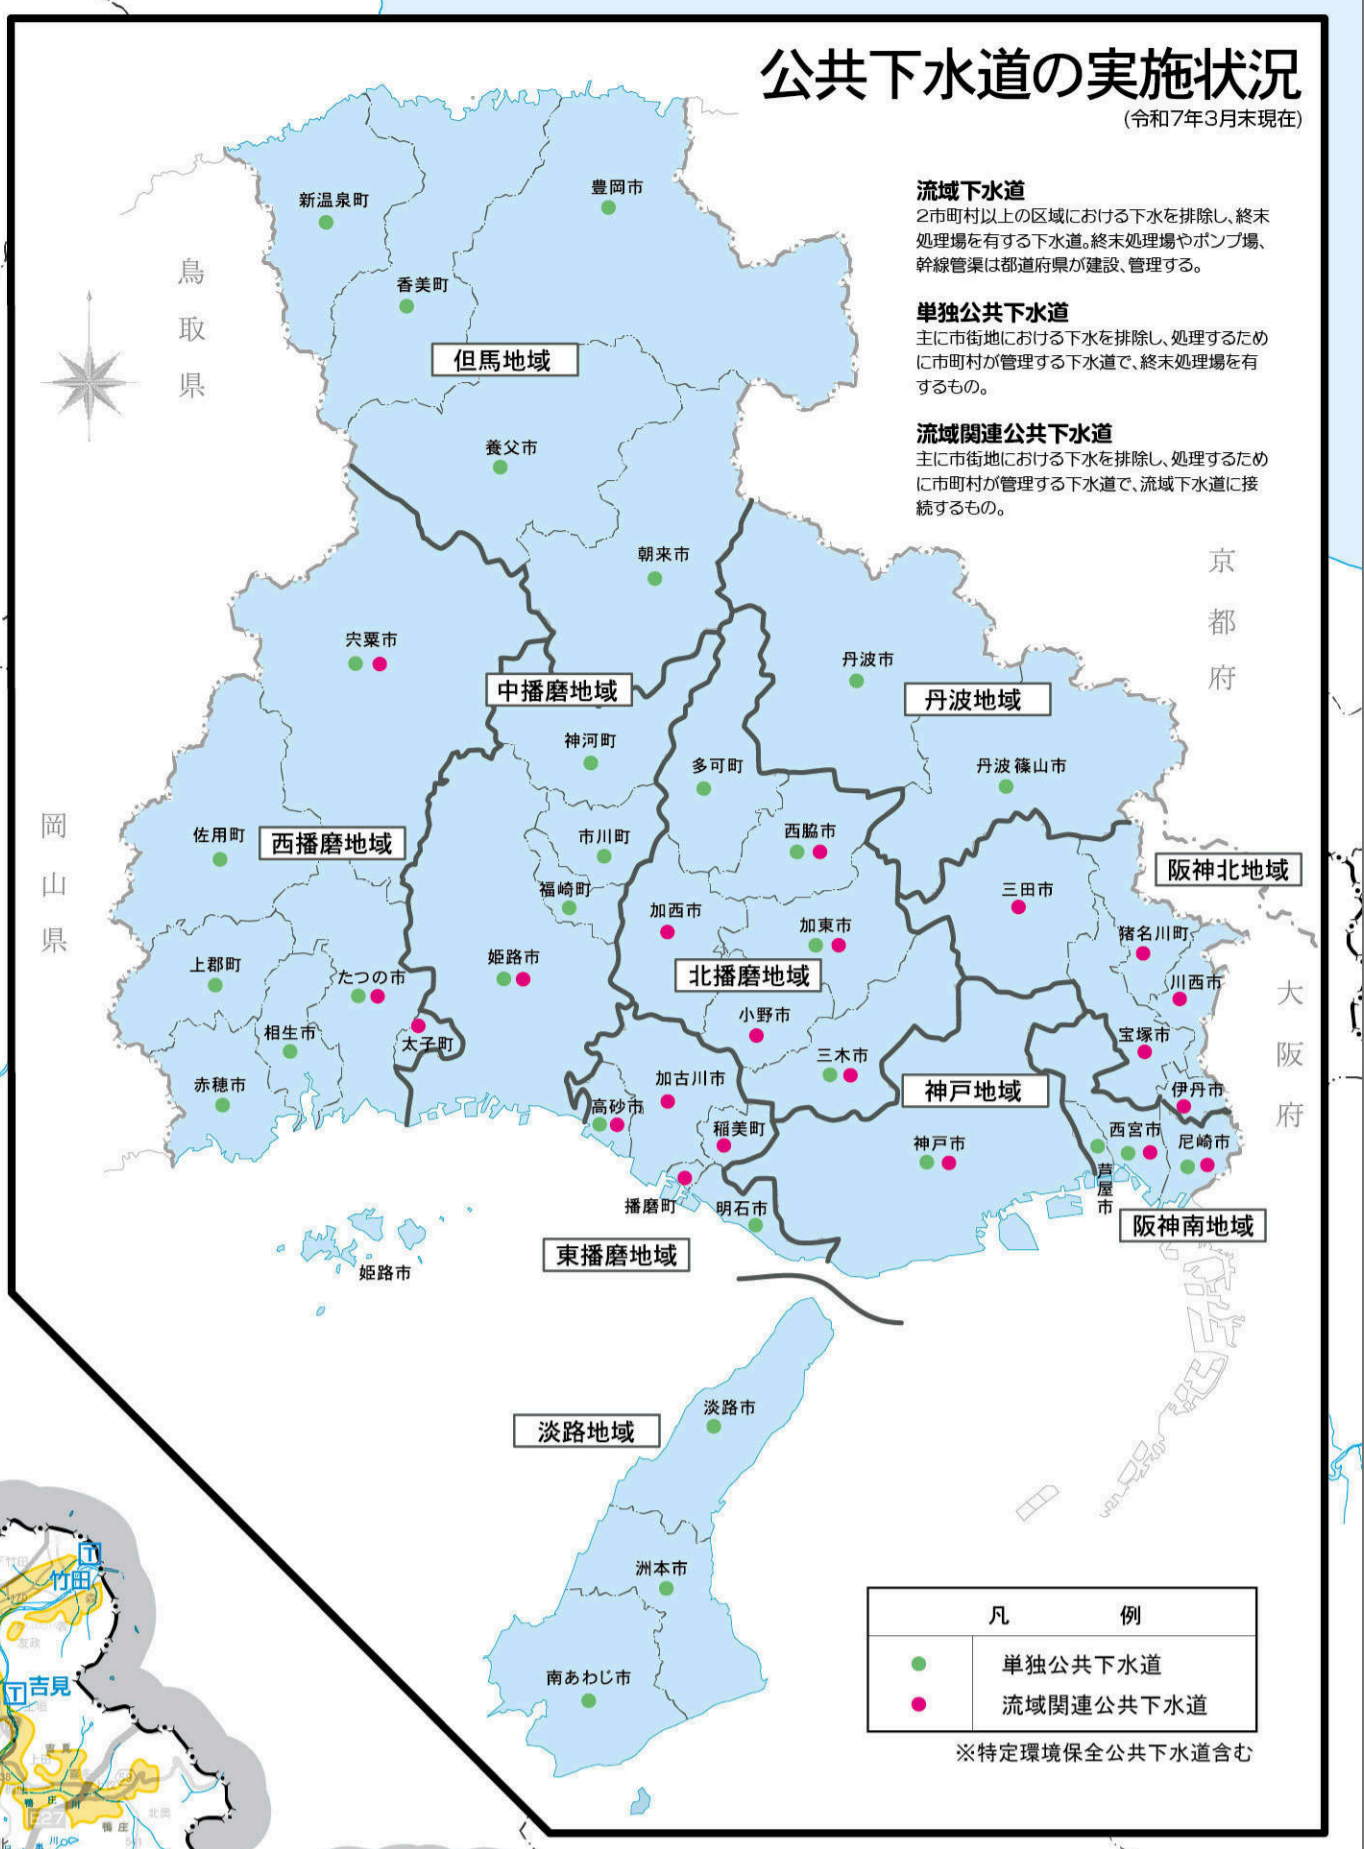 公共下水道の実施状況
(令和7年3月末現在)
流域下水道
2市町村以上の区域における下水を排除し、終末
処理場を有する下水道。終末処理場やポンプ場、
幹線管渠は都道府県が建設、管理する。
単独公共下水道
主に市街地における下水を排除し、処理するため
に市町村が管理する下水道で、終末処理場を有
するもの。
流域関連公共下水道
主に市街地における下水を排除し、処理するため
に市町村が管理する下水道で、流域下水道に接
続するもの。
鳥取県
京都府
岡山県
大阪府
新温泉町
豊岡市
香美町
但馬地域
養父市
朝来市
宍粟市
中播磨地域
丹波市
丹波地域
神河町
多可町
丹波篠山市
佐用町
西播磨地域
市川町
西脇市
阪神北地域
福崎町
三田市
加西市
加東市
猪名川町
上郡町
たつの市
姫路市
北播磨地域
川西市
相生市
太子町
小野市
宝塚市
赤穂市
加古川市
三木市
神戸地域
伊丹市
高砂市
稲美町
神戸市
西宮市
尼崎市
芦屋市
播磨町
明石市
阪神南地域
東播磨地域
姫路市
淡路市
淡路地域
洲本市
南あわじ市
凡例
単独公共下水道
流域関連公共下水道
※特定環境保全公共下水道含む
T
竹田
友政
T
吉見
上田
鴨庄川
E27
鴨庄
北奥